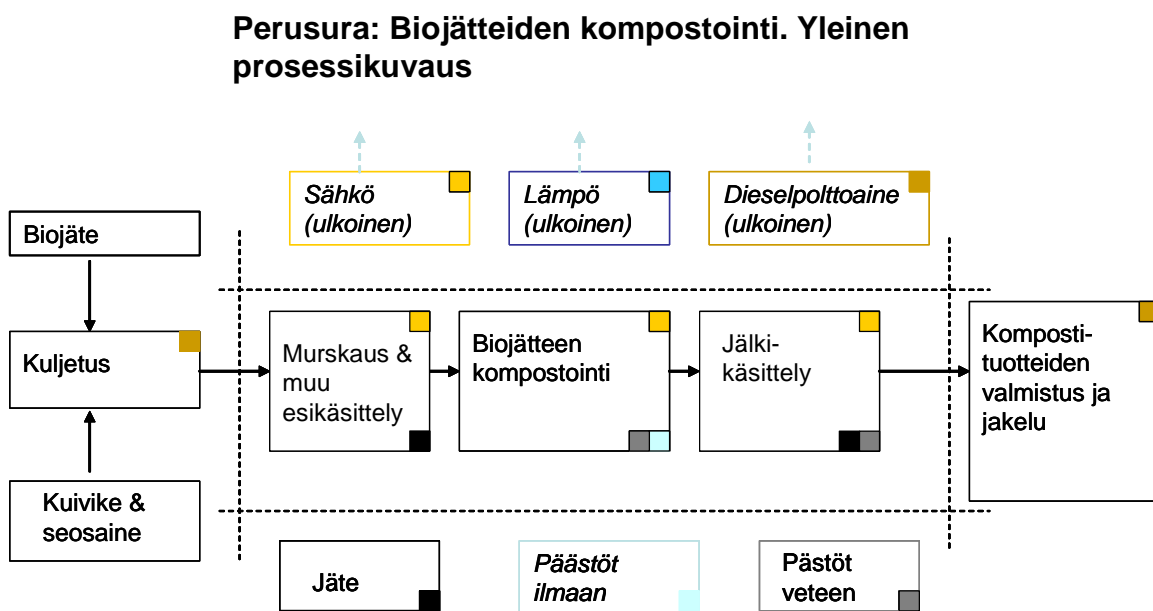 Perusura: Biojätteiden kompostointi. Yleinen
prosessikuvaus
Sähkö
(ulkoinen)
Lämpö
(ulkoinen)
Dieselpolttoaine
(ulkoinen)
Biojäte
Kuljetus
Kuivike &
seosaine
Murskaus &
muu
esikäsittely
Biojätteen
kompostointi
Jälki-
käsittely
Komposti-
tuotteiden
valmistus ja
jakelu
Jäte
Päästöt
ilmaan
Pästöt
veteen